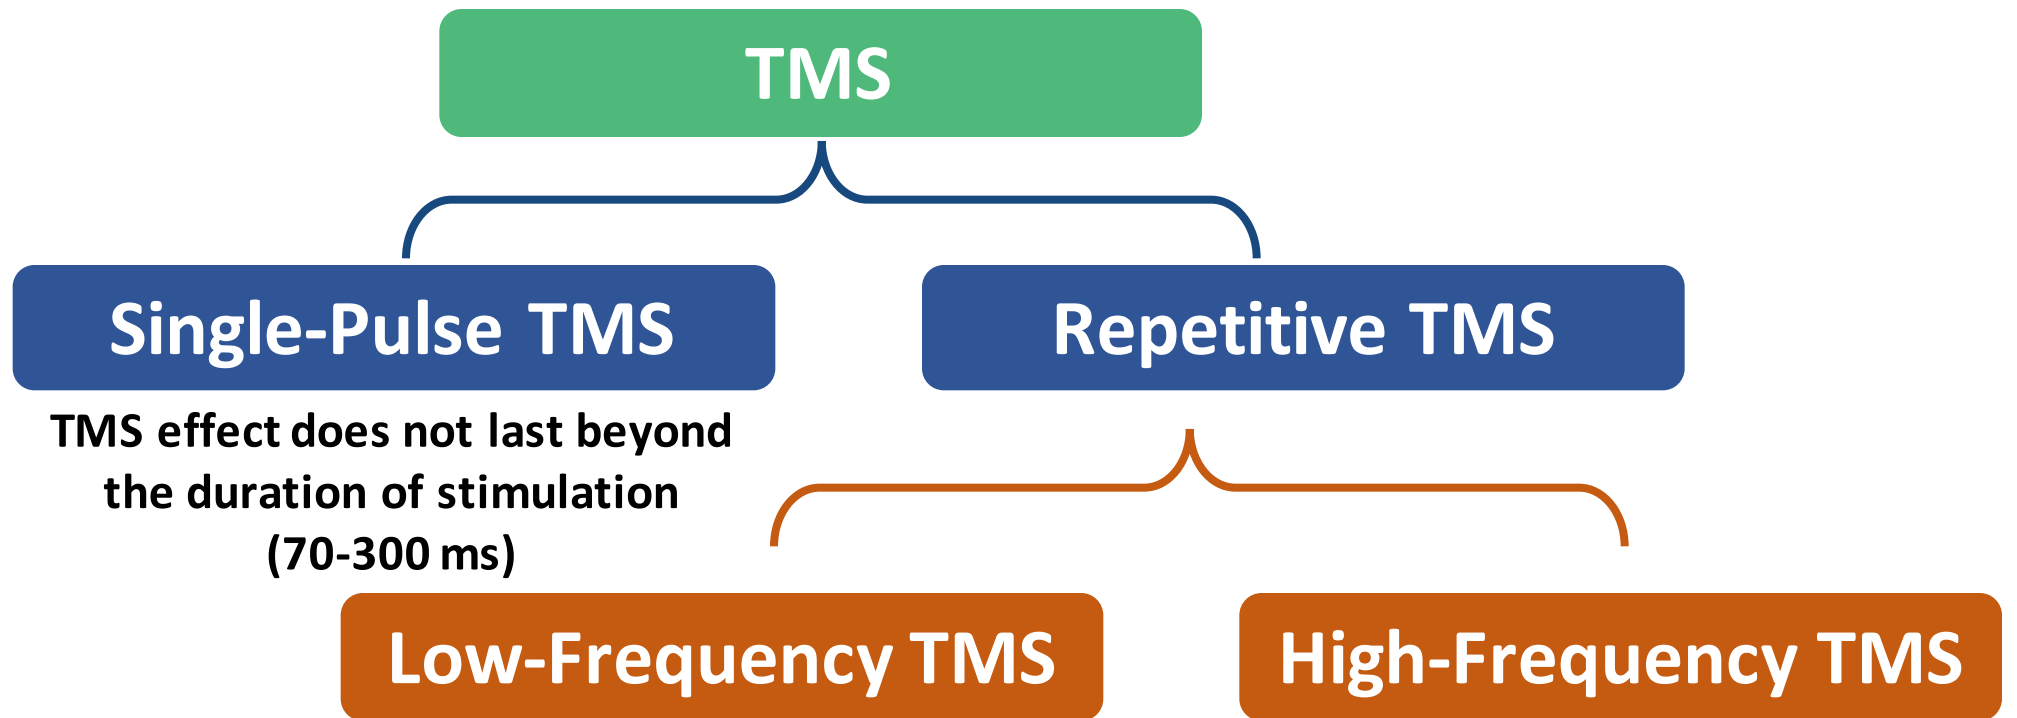 TMS
Single-Pulse TMS
Repetitive TMS
TMS effect does not last beyond
the duration of stimulation
(70-300 ms)
Low-Frequency TMS
High-Frequency TMS